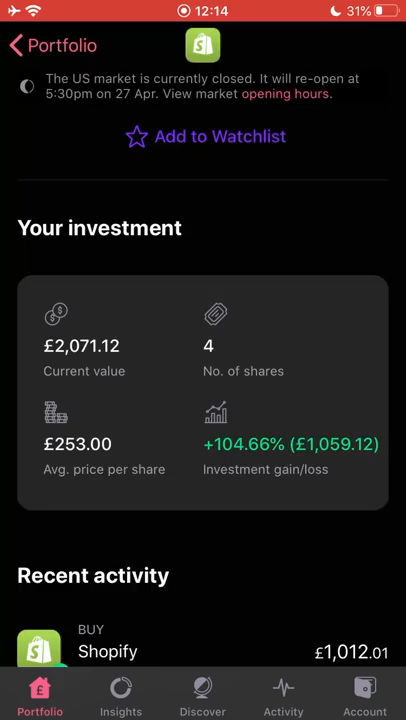 12:14
31%
Portfolio
The US market is currently closed. It will re-open at
5:30pm on 27 Apr. View market opening hours.
Add to Watchlist
Your investment
£2,071.12
4
Current value
No. of shares
£253.00
+104.66% (£1,059.12)
Avg. price per share
Investment gain/loss
Recent activity
BUY
Shopify
£1,012.01
Portfolio
Insights
Discover
Activity
Account